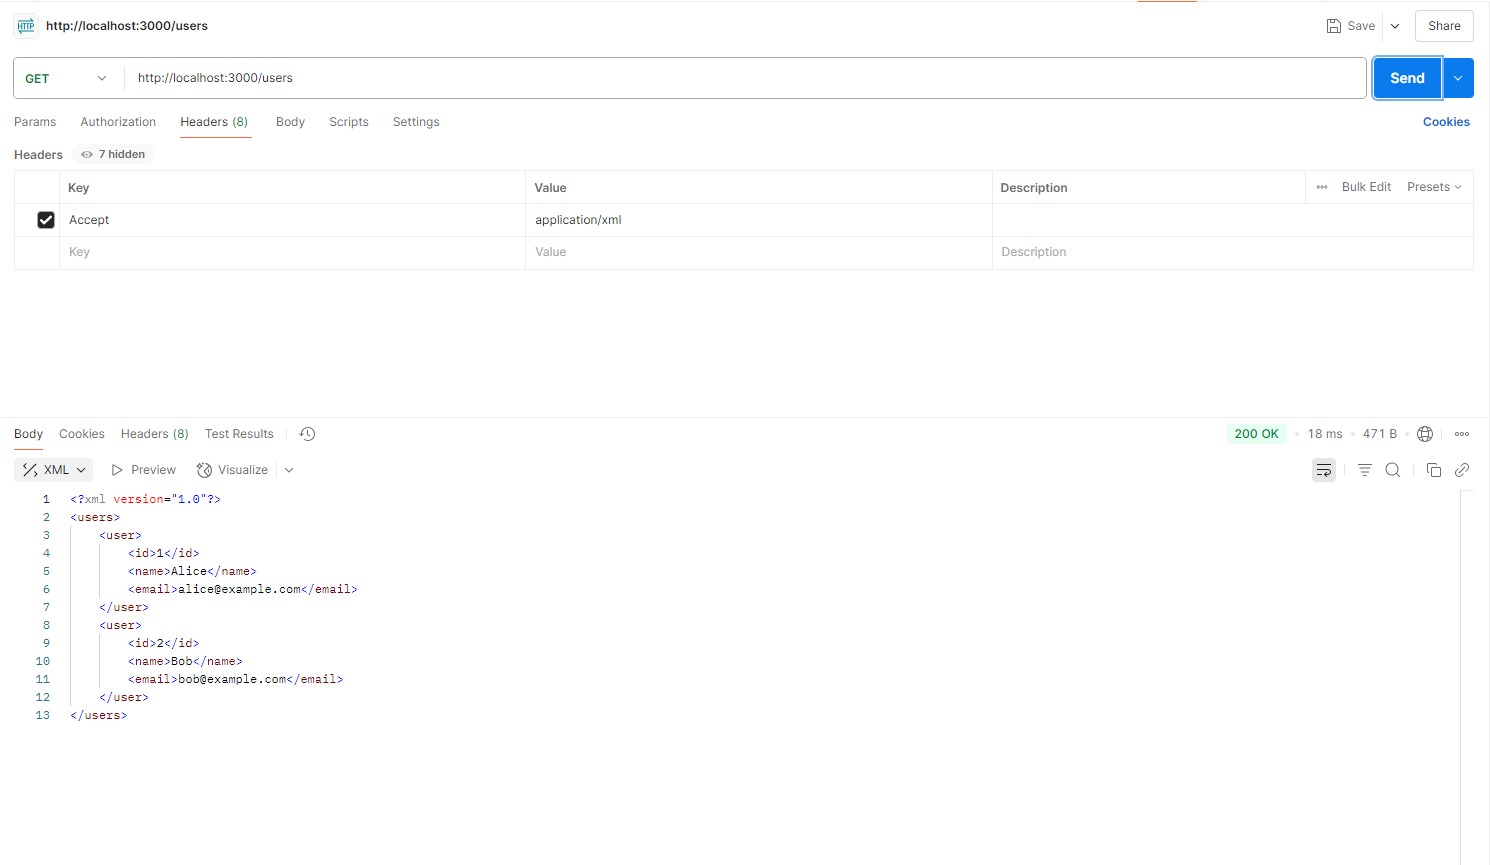 HTTP http://localhost:3000/users Save Share
GET http://localhost:3000/users Send
Params Authorization Headers (8) Body Scripts Settings Cookies
Headers 7 hidden
Key Value Description Bulk Edit Presets
Accept application/xml
Key Value Description
Body Cookies Headers (8) Test Results 200 OK 18 ms 471 B
XML Preview Visualize
1 <?xml version="1.0"?>
2 <users>
3 <user>
4 <id>1</id>
5 <name>Alice</name>
6 <email>alice@example.com</email>
7 </user>
8 <user>
9 <id>2</id>
10 <name>Bob</name>
11 <email>bob@example.com</email>
12 </user>
13 </users>